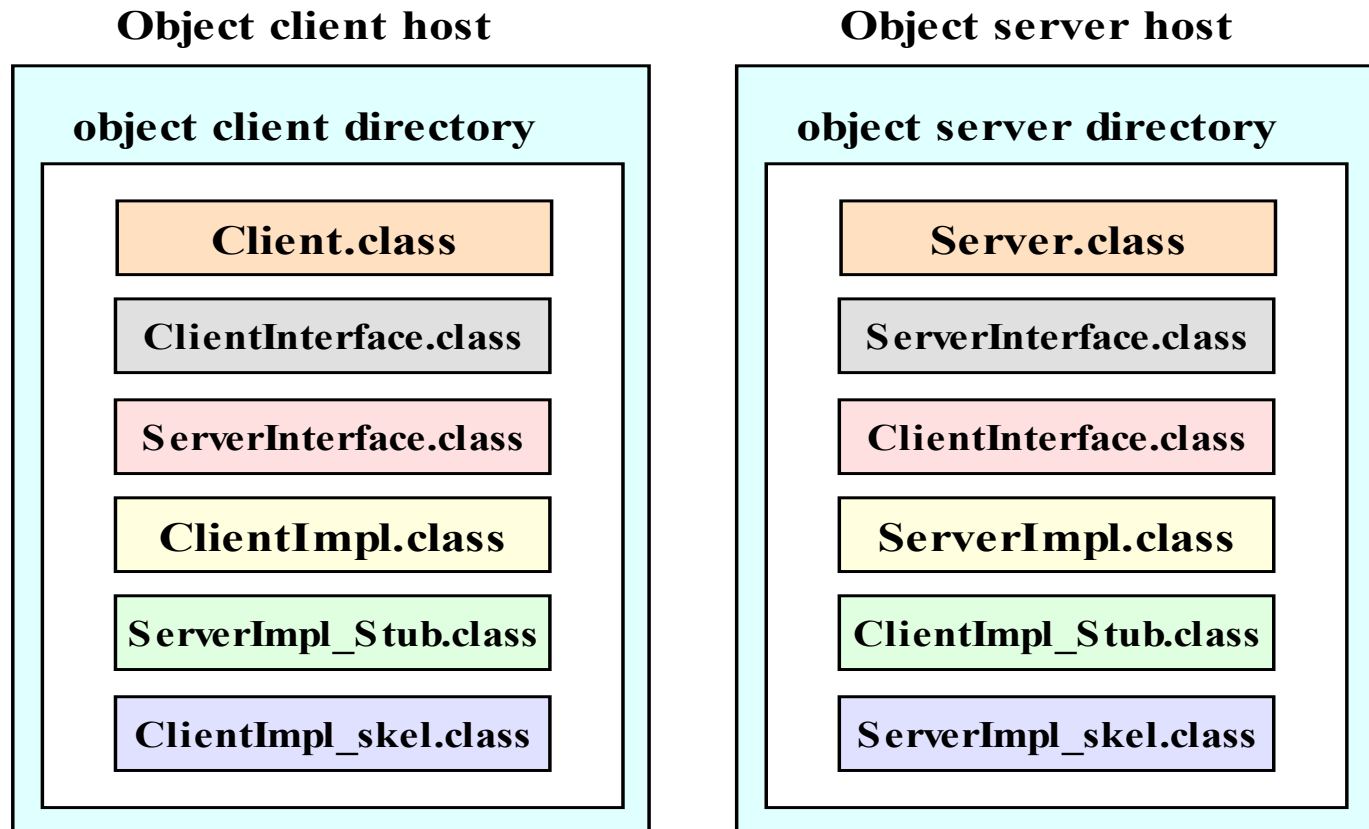 Object client host
object client directory
Client.class
ClientInterface.class
ServerInterface.class
ClientImpl.class
ServerImpl_Stub.class
ClientImpl_skel.class
Object server host
object server directory
Server.class
ServerInterface.class
ClientInterface.class
ServerImpl.class
ClientImpl_Stub.class
ServerImpl_skel.class